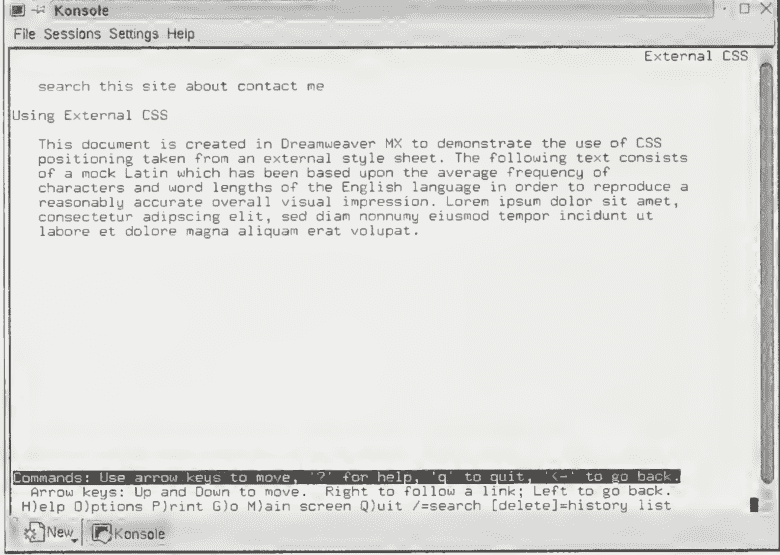 Konsole
File Sessions Settings Help
External CSS
search this site about contact me
Using External CSS
This document is created in Dreamweaver MX to demonstrate the use of CSS
positioning taken from an external style sheet. The following text consists
of a mock Latin which has been based upon the average frequency of
characters and word lengths of the English language in order to reproduce a
reasonably accurate overall visual impression. Lorem ipsum dolor sit amet,
consectetur adipscing elit, sed diam nonnumy eiusmod tempor incidunt ut
labore et dolore magna aliquam erat volupat.
Commands: Use arrow keys to move, '?' for help, 'q' to quit, '<-' to go back.
Arrow keys: Up and Down to move. Right to follow a link; Left to go back.
H)elp O)ptions P)rint G)o M)ain screen Q)uit /=search [delete]=history list
New Konsole